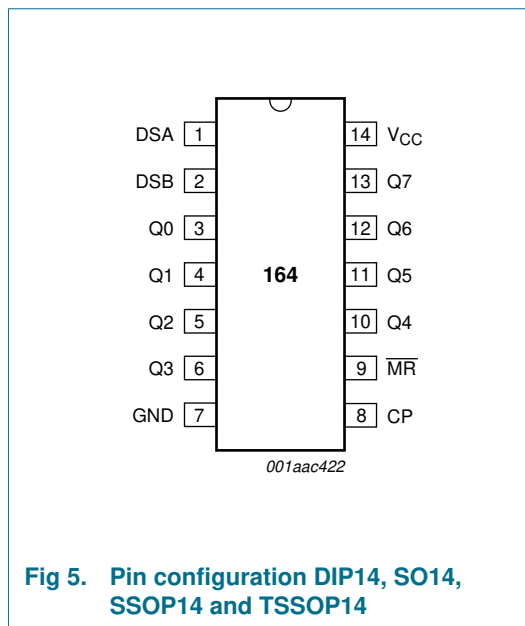 DSA 1 14 VCC
DSB 2 13 Q7
Q0 3 12 Q6
Q1 4 164 11 Q5
Q2 5 10 Q4
Q3 6 9 M̅R̅
GND 7 8 CP
001aac422
Fig 5. Pin configuration DIP14, SO14,
SSOP14 and TSSOP14